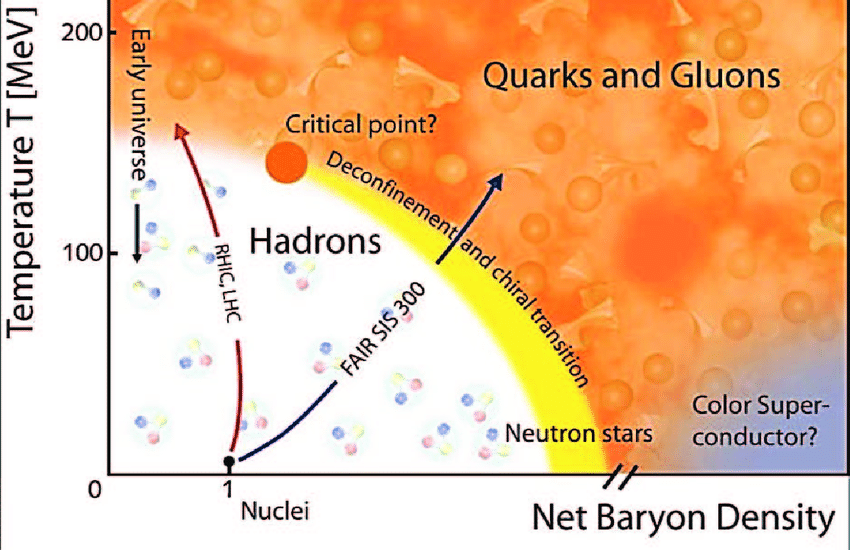 Temperature T [MeV]
200
100
0
Early universe
Quarks and Gluons
Critical point?
Deconfinement and chiral transition
Hadrons
RHIC, LHC
FAIR SIS 300
Color Super-
conductor?
Neutron stars
1
Nuclei
Net Baryon Density